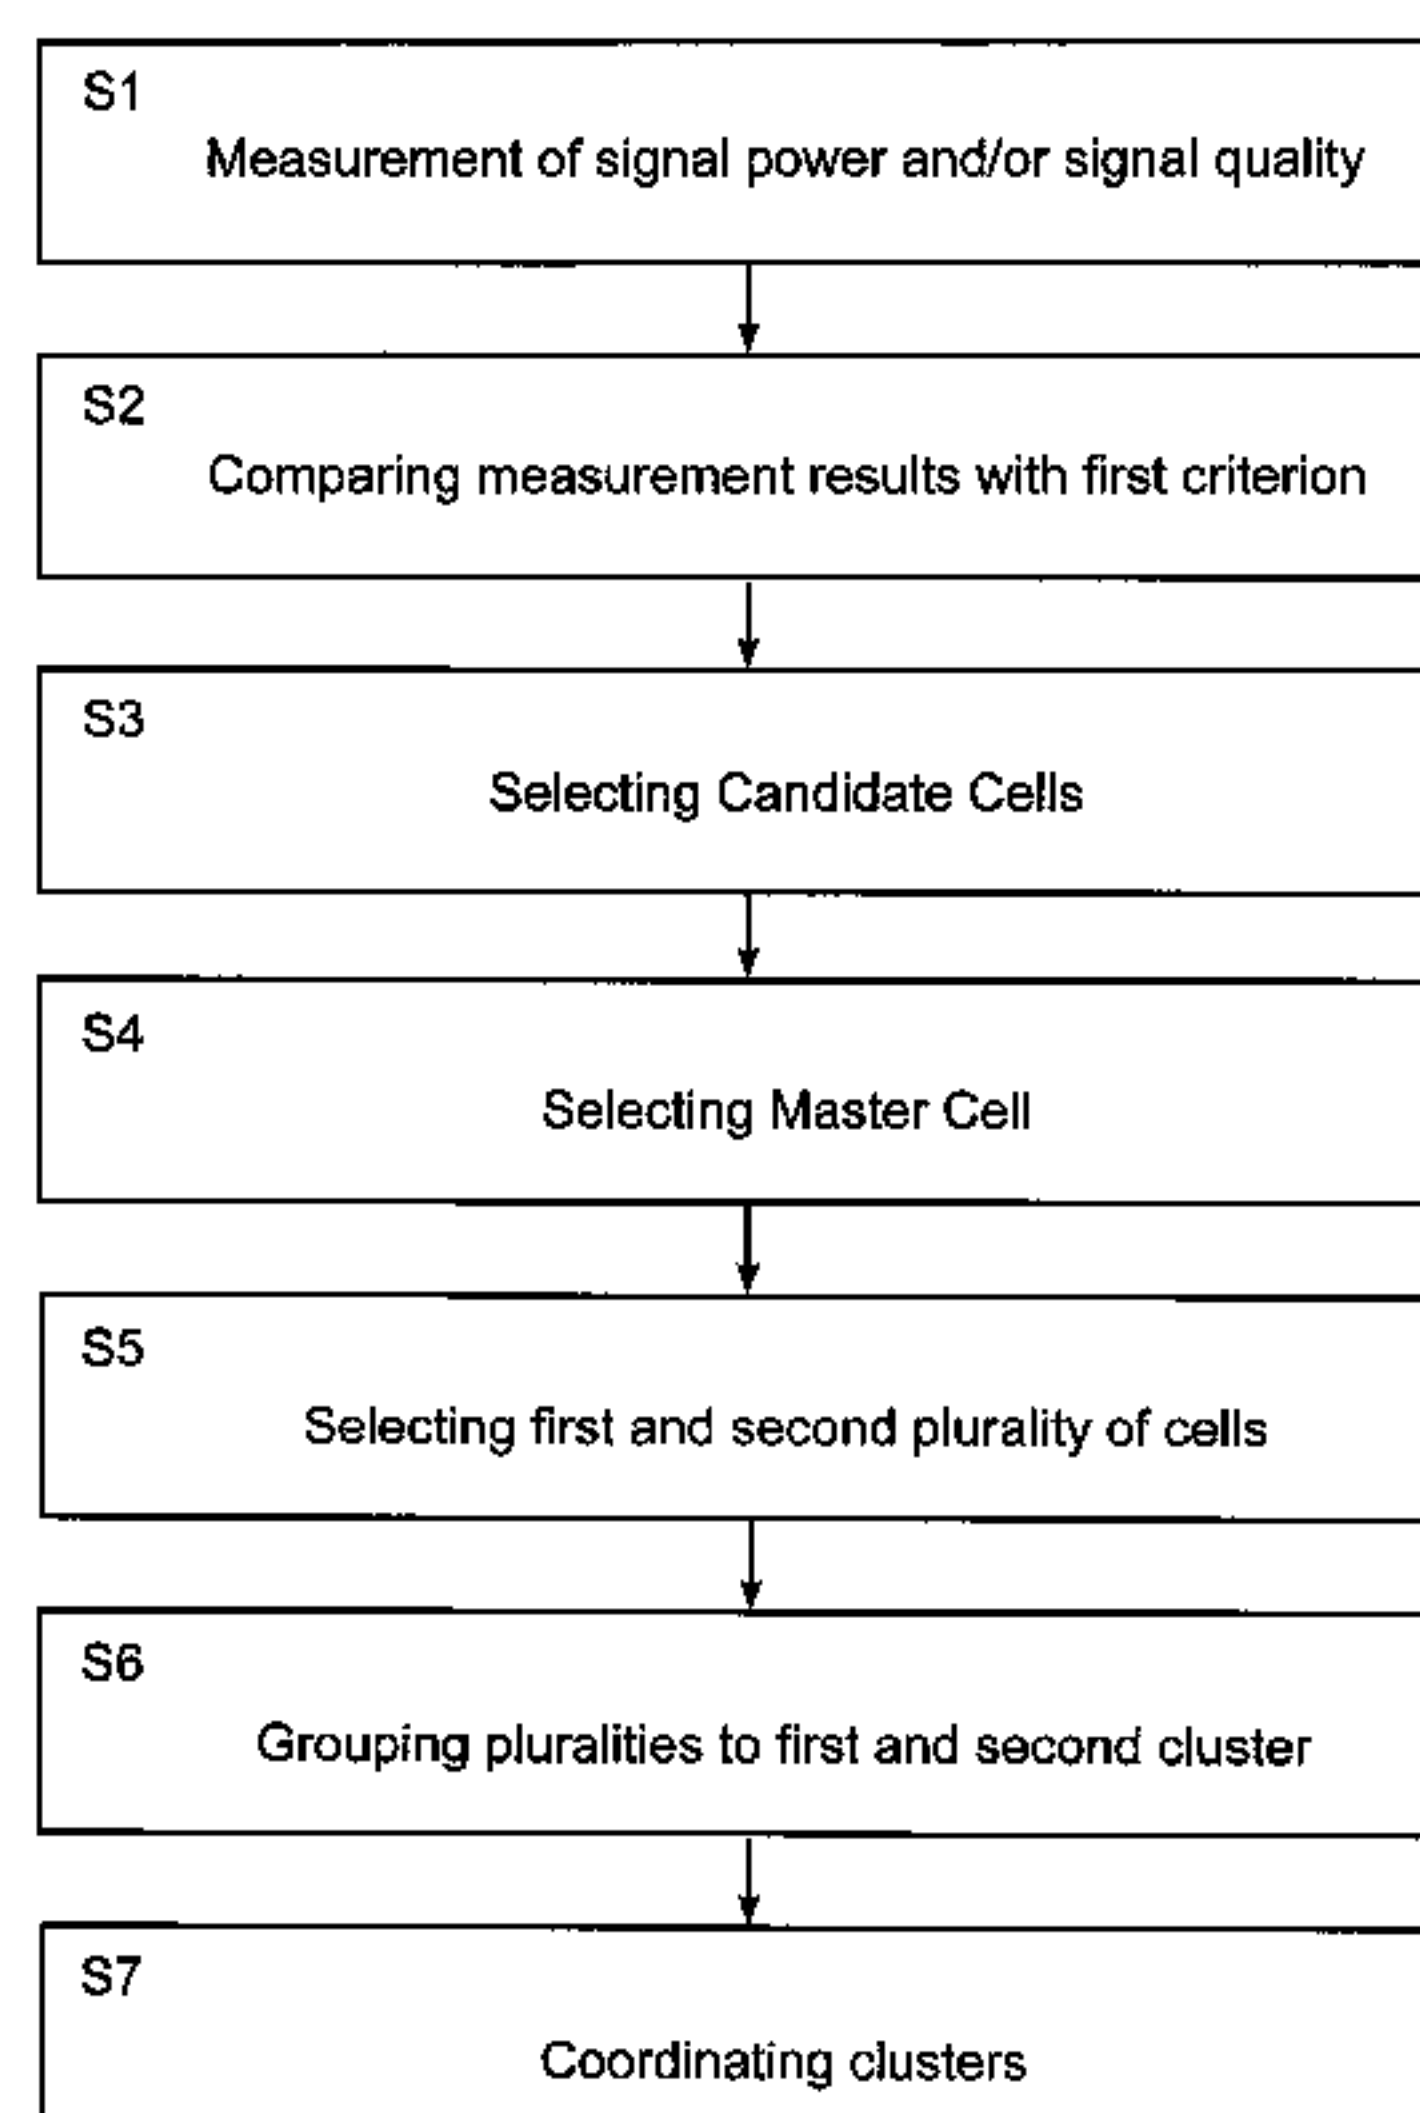 S1
Measurement of signal power and/or signal quality
S2
Comparing measurement results with first criterion
S3
Selecting Candidate Cells
S4
Selecting Master Cell
S5
Selecting first and second plurality of cells
S6
Grouping pluralities to first and second cluster
S7
Coordinating clusters